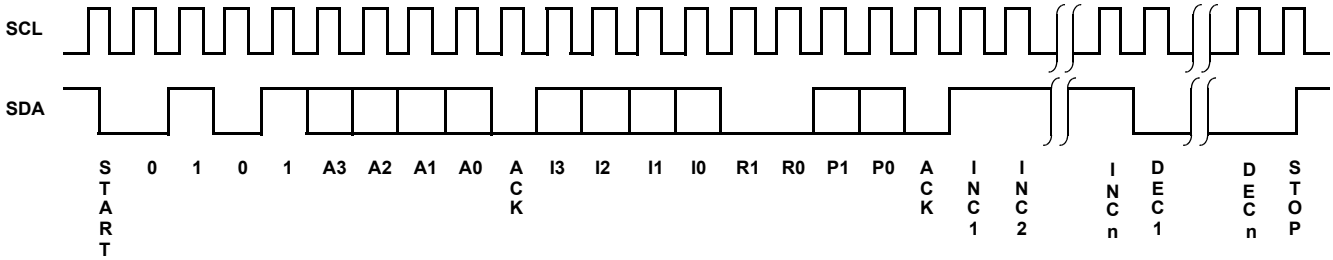 SCL
SDA
START 0 1 0 1 A3 A2 A1 A0 ACK I3 I2 I1 I0 R1 R0 P1 P0 ACK INC1 INC2 INCn DEC1 DECn STOP